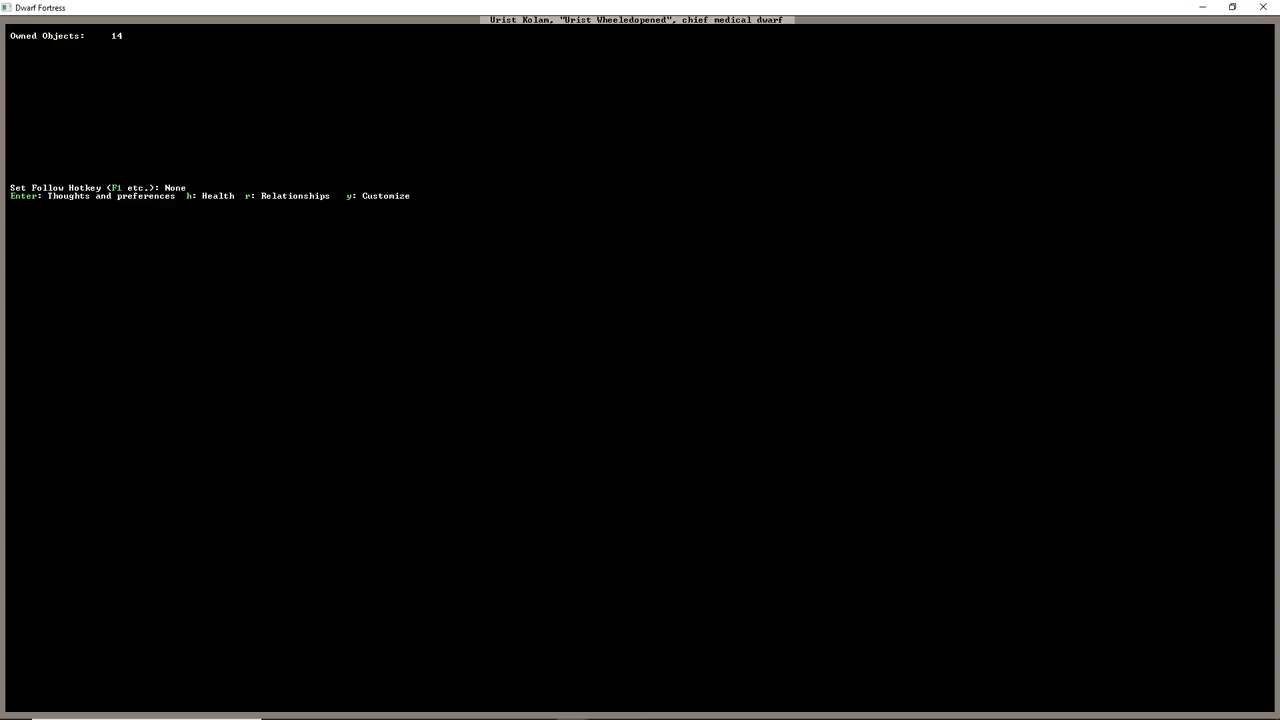 Dwarf Fortress
Urist Kolam, "Urist Wheeledopened", chief medical dwarf
Owned Objects: 14
Set Follow Hotkey (F1 etc.): None
Enter: Thoughts and preferences h: Health r: Relationships y: Customize